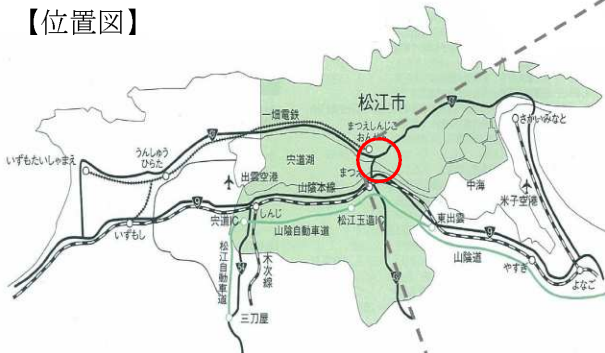 【位置図】
松江市
一畑電鉄
まつえしんじこ
さかいみなと
うんしゅう
ひらた
いずもたいしゃまえ
宍道湖
出雲空港
まつえ
中海
米子空港
山陰本線
9
しんじ
松江玉造IC
東出雲
いずもし
宍道IC
山陰自動車道
山陰道
やすぎ
よなご
松江自動車道
木次線
三刀屋